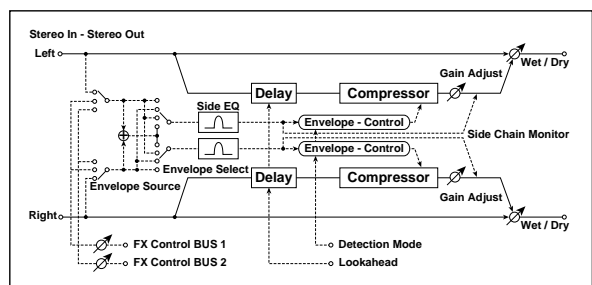 Stereo In - Stereo Out
Left
Wet / Dry
Delay
Compressor
Gain Adjust
Side EQ
Envelope - Control
Side Chain Monitor
Envelope - Control
Envelope Source
Envelope Select
Delay
Compressor
Gain Adjust
Right
Wet / Dry
FX Control BUS 1
Detection Mode
FX Control BUS 2
Lookahead